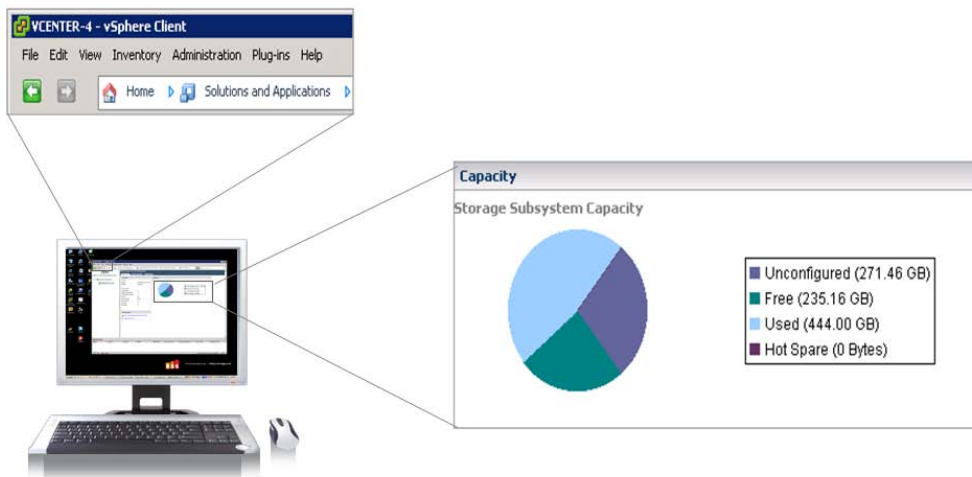 VCENTER-4 - vSphere Client
File Edit View Inventory Administration Plug-ins Help
Home Solutions and Applications
Capacity
Storage Subsystem Capacity
Unconfigured (271.46 GB)
Free (235.16 GB)
Used (444.00 GB)
Hot Spare (0 Bytes)